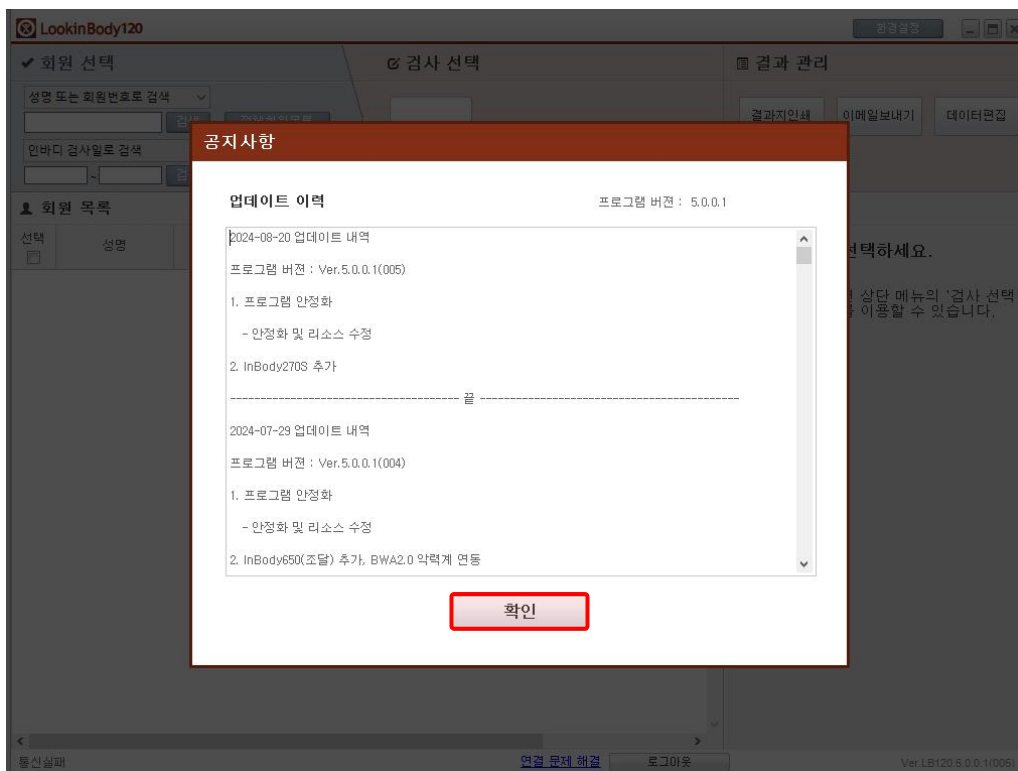 LookinBody120
환경설정
회원 선택
검사 선택
결과 관리
성명 또는 회원번호로 검색
결과지인쇄
이메일보내기
데이터편집
인바디 검사일로 검색
~
회원 목록
선택
성명
선택하세요.
상단 메뉴의 '검사 선택
이용할 수 있습니다.
공지사항
업데이트 이력
프로그램 버젼 : 5.0.0.1
2024-08-20 업데이트 내역
프로그램 버젼 : Ver.5.0.0.1(005)
1. 프로그램 안정화
- 안정화 및 리소스 수정
2. InBody270S 추가
-------------------------------------- 끝 -------------------------------------------
2024-07-29 업데이트 내역
프로그램 버젼 : Ver.5.0.0.1(004)
1. 프로그램 안정화
- 안정화 및 리소스 수정
2. InBody650(조달) 추가, BWA2.0 악력계 연동
확인
통신실패
연결 문제 해결
로그아웃
Ver.LB120 5.0.0.1(005)